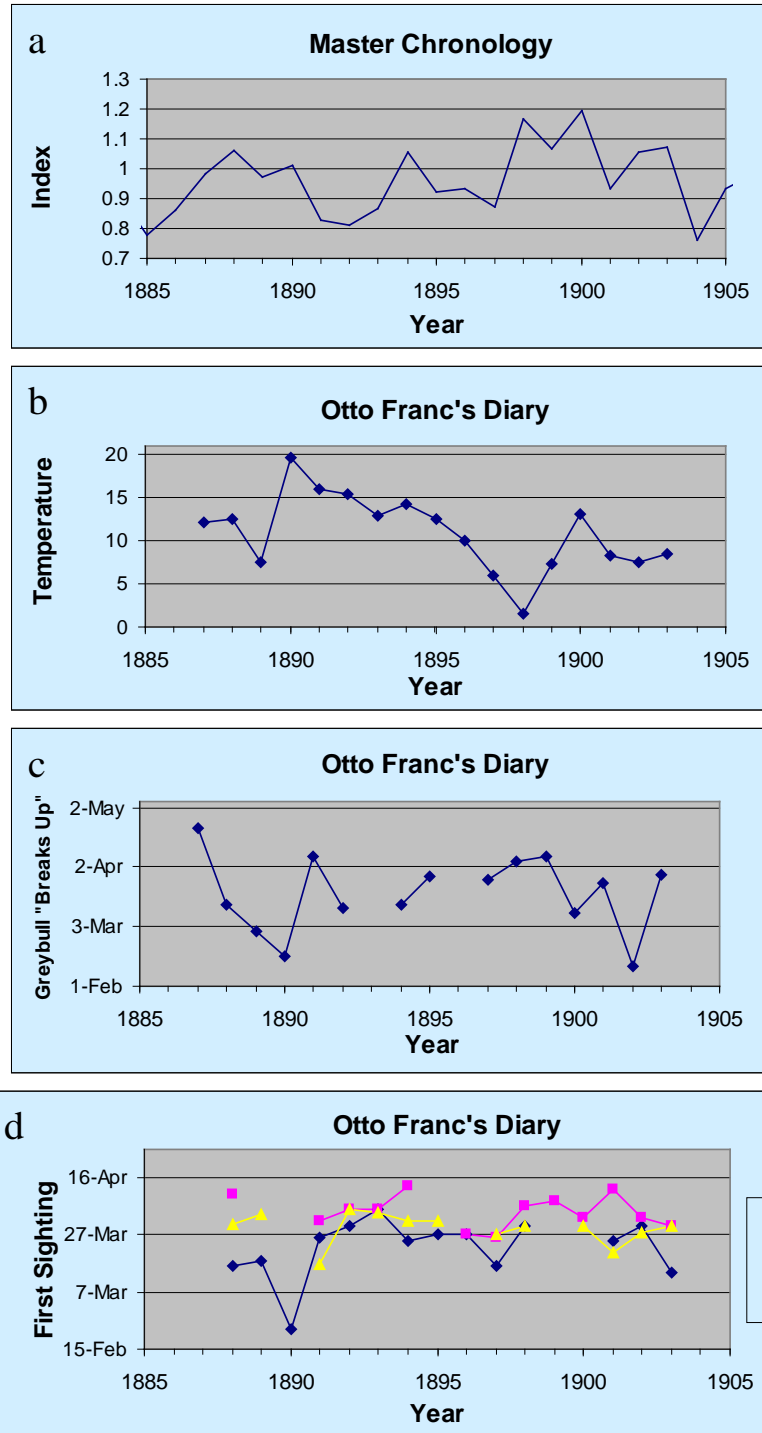 a
Master Chronology
1.3
1.2
1.1
1
0.9
0.8
0.7
Index
1885 1890 1895 1900 1905
Year
b
Otto Franc's Diary
20
15
10
5
0
Temperature
1885 1890 1895 1900 1905
Year
c
Otto Franc's Diary
2-May
2-Apr
3-Mar
1-Feb
Greybull "Breaks Up"
1885 1890 1895 1900 1905
Year
d
Otto Franc's Diary
16-Apr
27-Mar
7-Mar
15-Feb
First Sighting
1885 1890 1895 1900 1905
Year